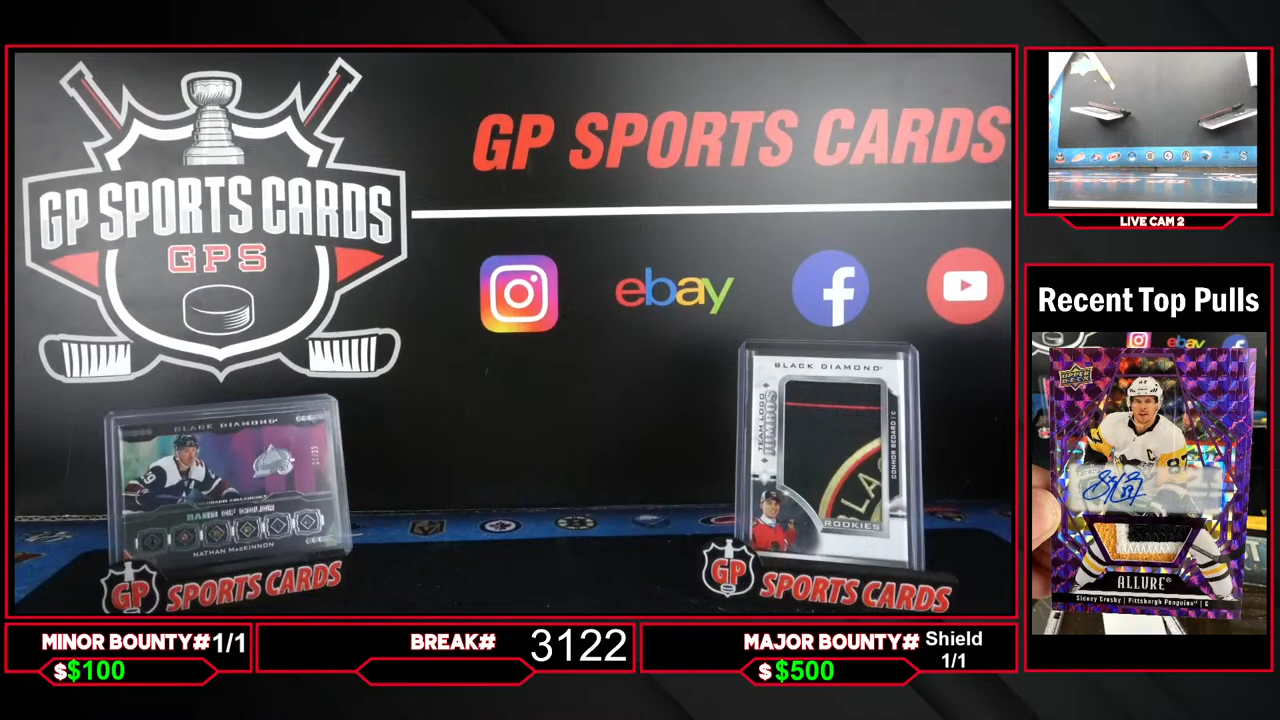 GP SPORTS CARDS
GPS
GP SPORTS CARDS
ebay
BLACK DIAMOND
NATHAN MacKINNON
BLACK DIAMOND
TEAM LOGO
JUMBOS
CONNOR BEDARD | C
ROOKIES
GP SPORTS CARDS
GP SPORTS CARDS
LIVE CAM 2
Recent Top Pulls
ebay
UPPER DECK
87
C
ALLURE
Sidney Crosby | Pittsburgh Penguins | C
MINOR BOUNTY# 1/1
$$100
BREAK# 3122
MAJOR BOUNTY# Shield
1/1
$$500